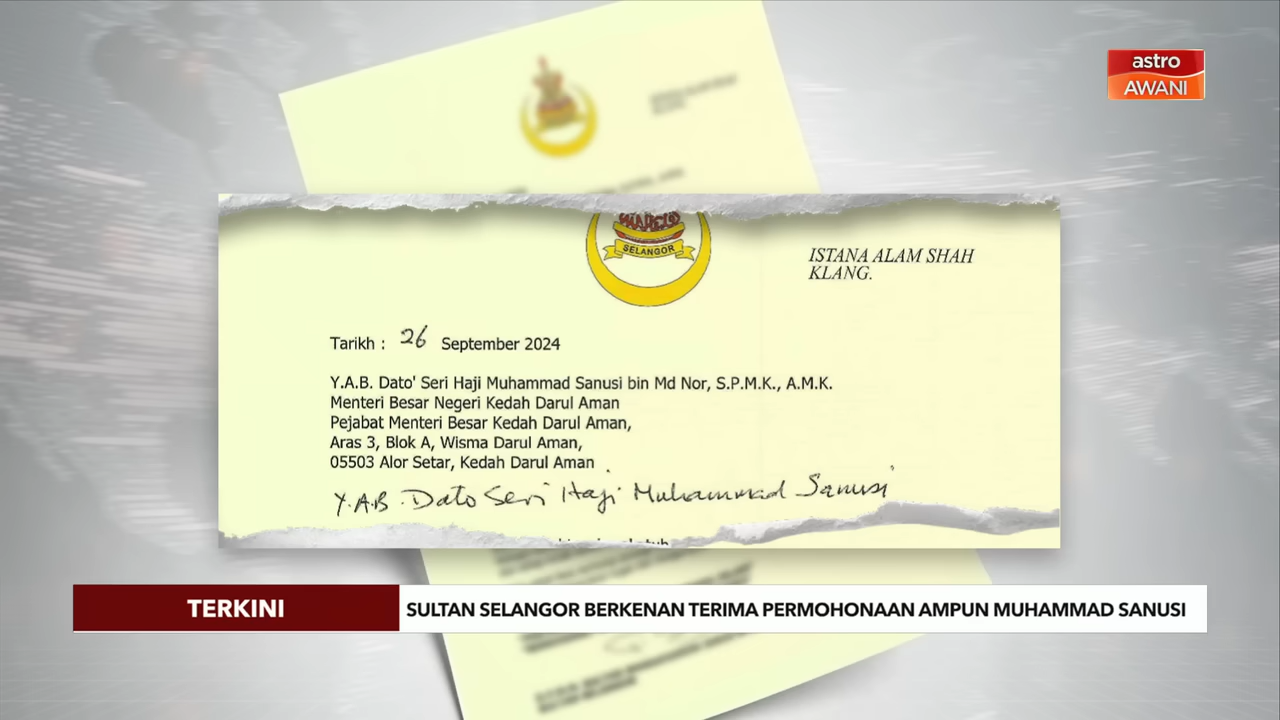 astro
AWANI
SELANGOR
ISTANA ALAM SHAH
KLANG.
Tarikh : 26 September 2024
Y.A.B. Dato' Seri Haji Muhammad Sanusi bin Md Nor, S.P.M.K., A.M.K.
Menteri Besar Negeri Kedah Darul Aman
Pejabat Menteri Besar Kedah Darul Aman,
Aras 3, Blok A, Wisma Darul Aman,
05503 Alor Setar, Kedah Darul Aman
Y.A.B. Dato Seri Haji Muhammad Sanusi
TERKINI
SULTAN SELANGOR BERKENAN TERIMA PERMOHONAAN AMPUN MUHAMMAD SANUSI